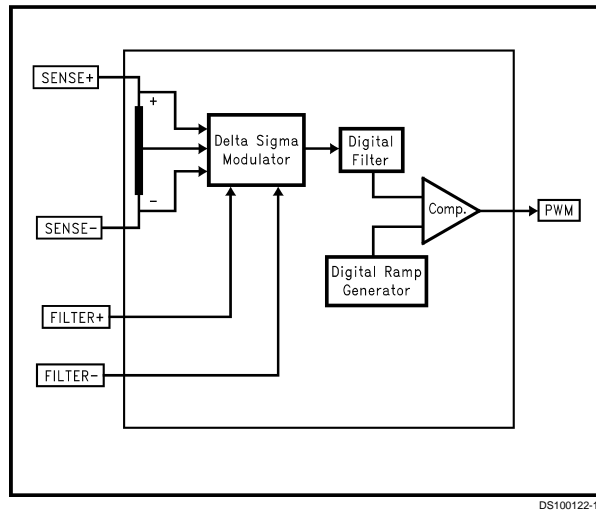 SENSE+
+
Delta Sigma
Modulator
Digital
Filter
-
Comp.
PWM
SENSE-
Digital Ramp
Generator
FILTER+
FILTER-
DS100122-1